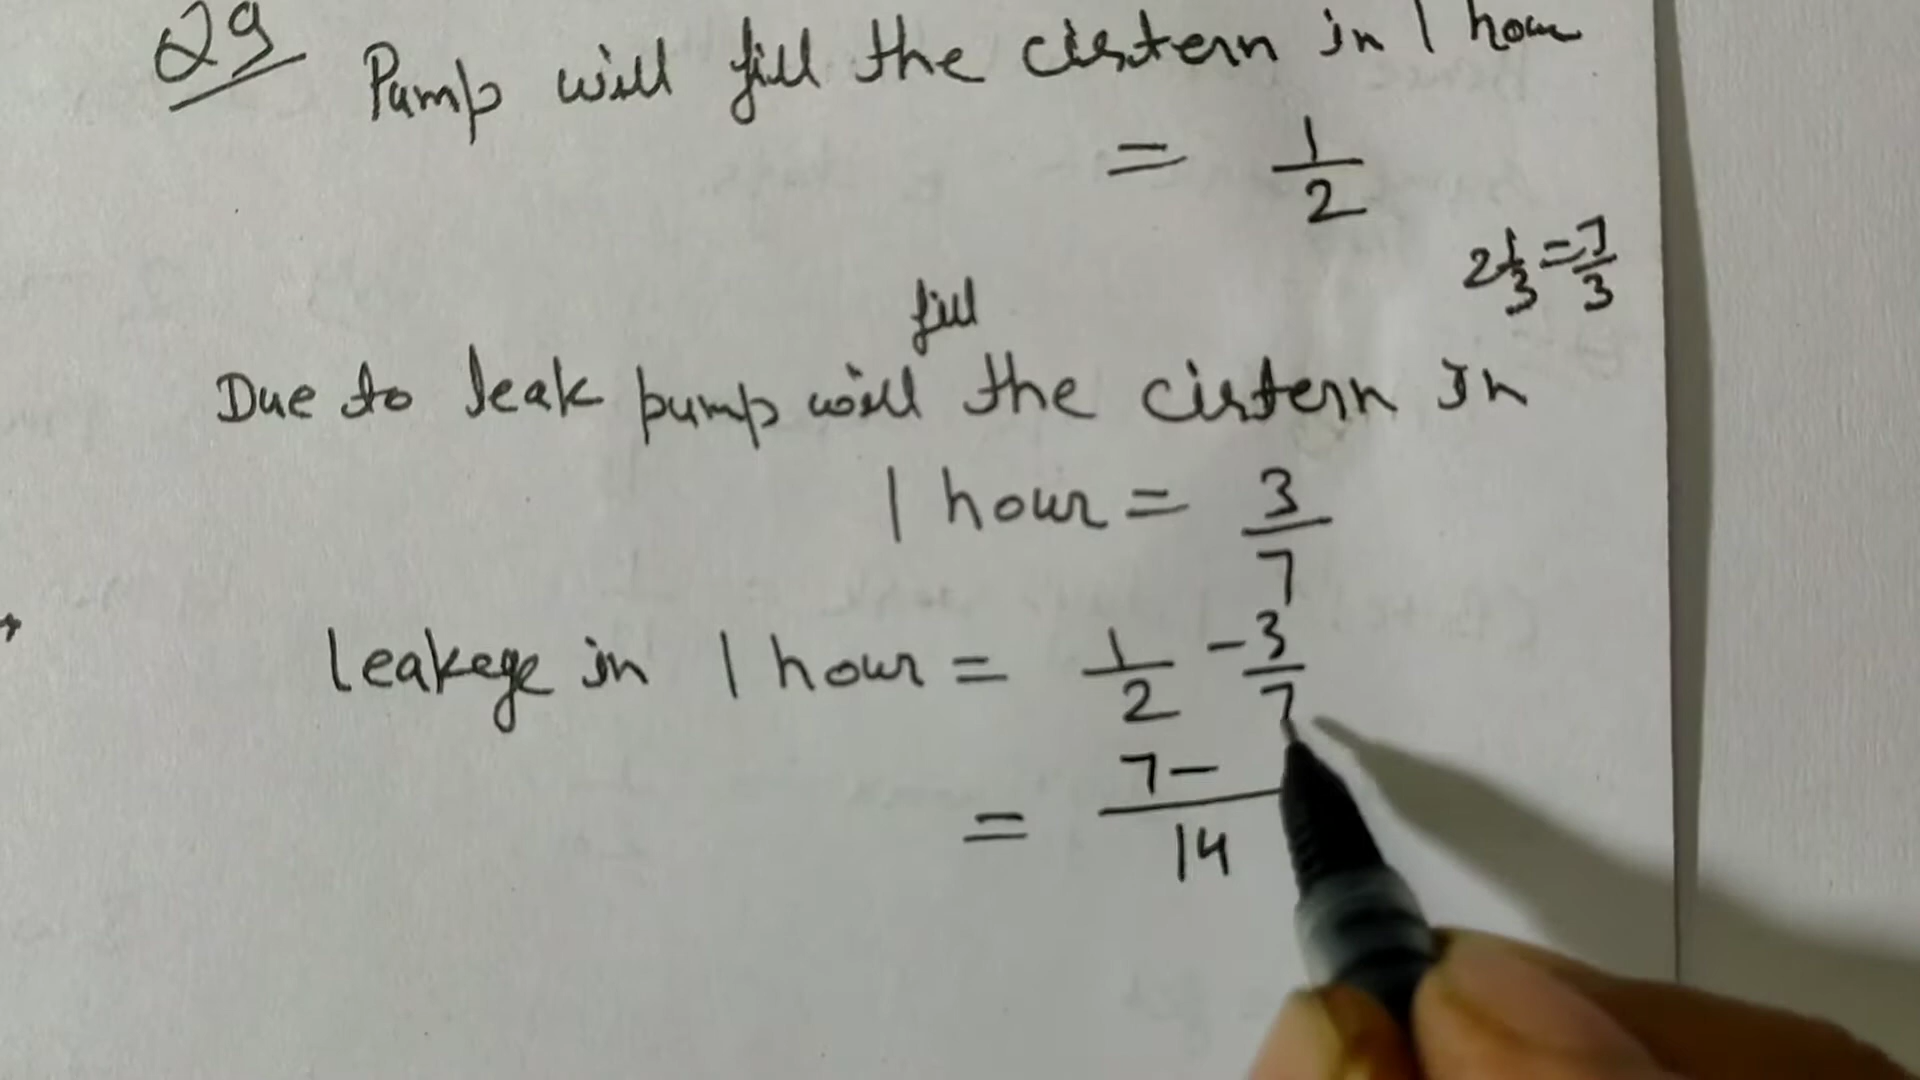 Q9 Pump will fill the cistern in 1 hour
= 1/2
2 1/3 = 7/3
fill
Due to leak pump will the cistern In
1 hour = 3/7
leakege in 1 hour = 1/2 - 3/7
= 7- /14